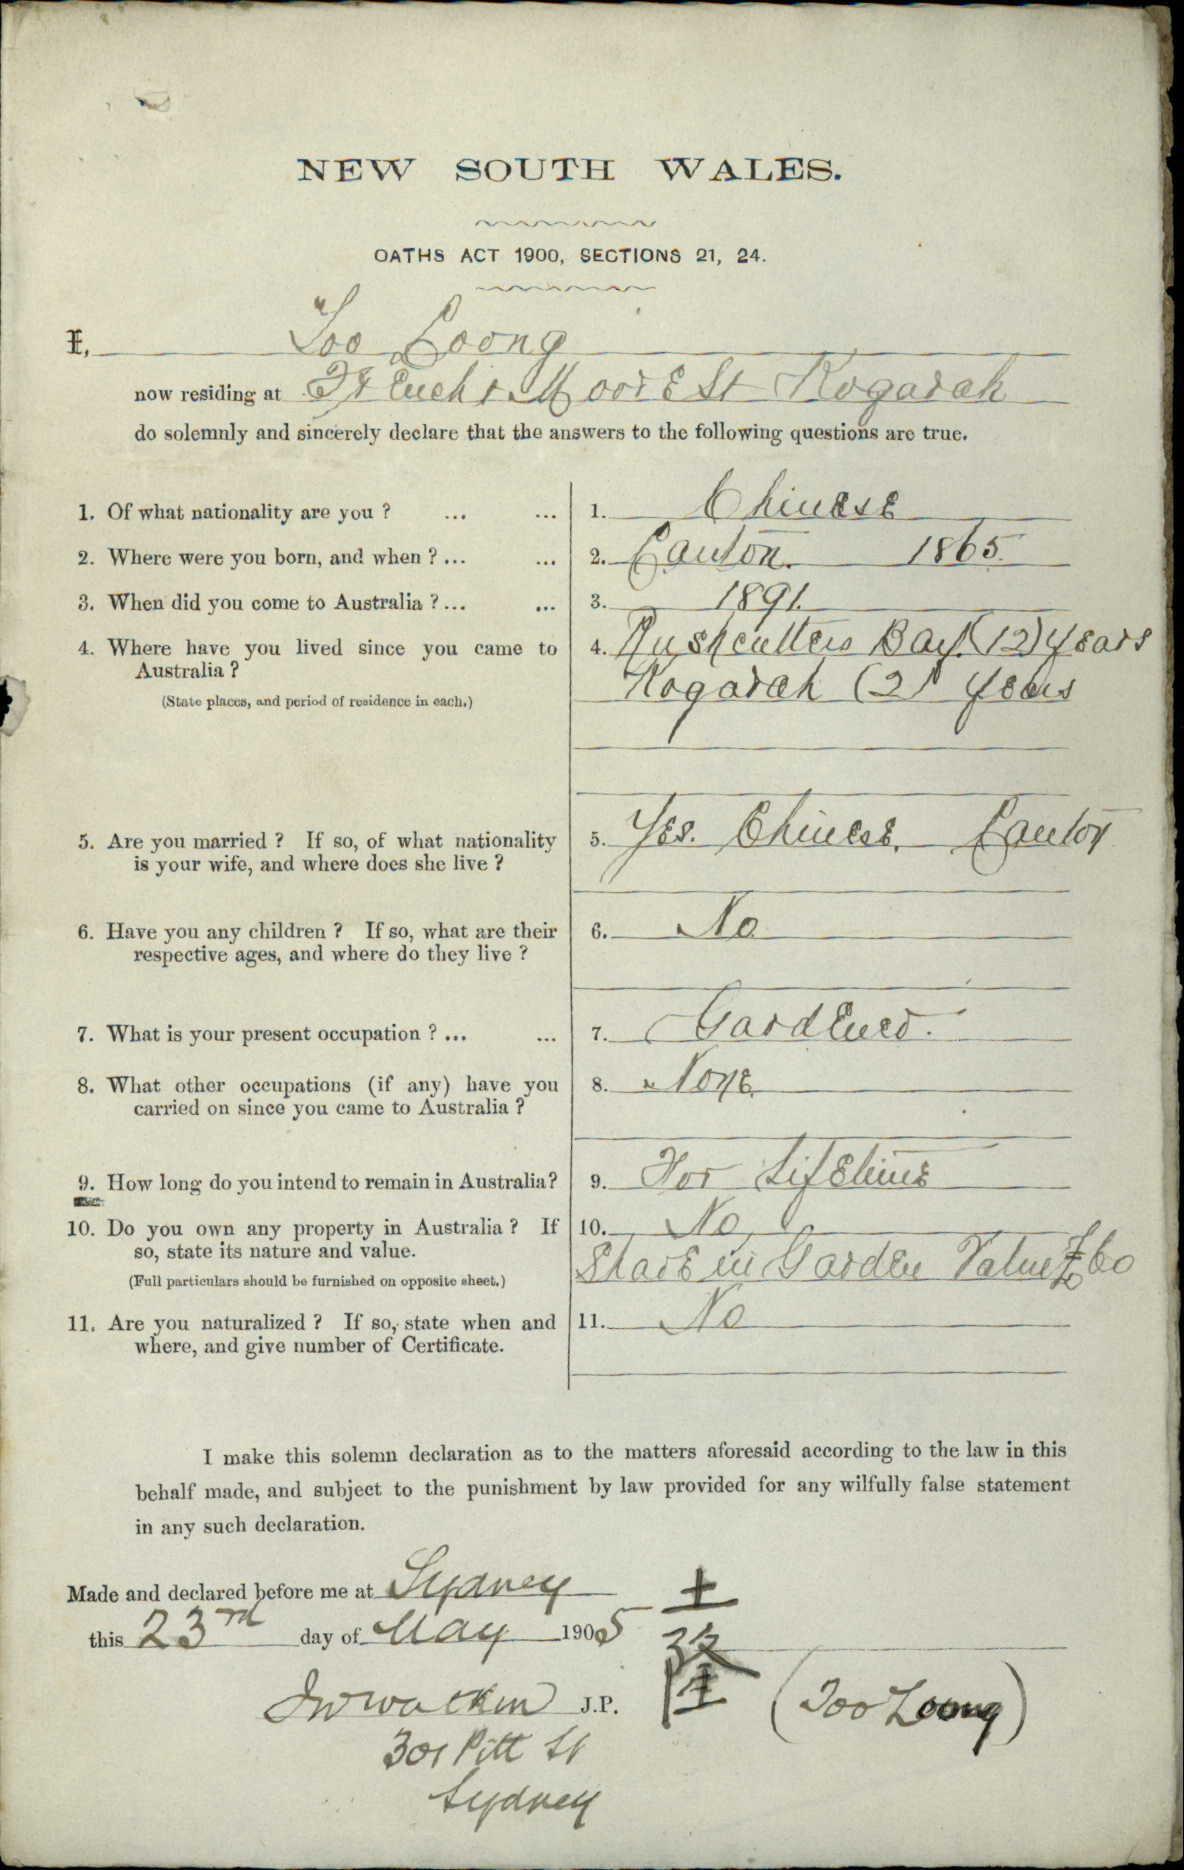 NEW SOUTH WALES.
OATHS ACT 1900, SECTIONS 21, 24.
I, Too Loong
now residing at French & Moore St Kogarah
do solemnly and sincerely declare that the answers to the following questions are true.
1. Of what nationality are you ? ... ... 1. Chinese
2. Where were you born, and when ? ... ... 2. Canton. 1865.
3. When did you come to Australia ? ... ... 3. 1891.
4. Where have you lived since you came to 4. Rushcutters Bay (12) years
Australia ? Kogarah (2) years
(State places, and period of residence in each.)
5. Are you married ? If so, of what nationality 5. Yes. Chinese. Canton
is your wife, and where does she live ?
6. Have you any children ? If so, what are their 6. No
respective ages, and where do they live ?
7. What is your present occupation ? ... ... 7. Gardener.
8. What other occupations (if any) have you 8. None.
carried on since you came to Australia ?
9. How long do you intend to remain in Australia? 9. For Lifetime
10. Do you own any property in Australia ? If 10. No
so, state its nature and value. Share in Garden Value £60
(Full particulars should be furnished on opposite sheet.)
11. Are you naturalized ? If so, state when and 11. No
where, and give number of Certificate.
I make this solemn declaration as to the matters aforesaid according to the law in this
behalf made, and subject to the punishment by law provided for any wilfully false statement
in any such declaration.
Made and declared before me at Sydney
this 23rd day of May 1905
土隆
J.P. (Too Loong)
301 Pitt St
Sydney